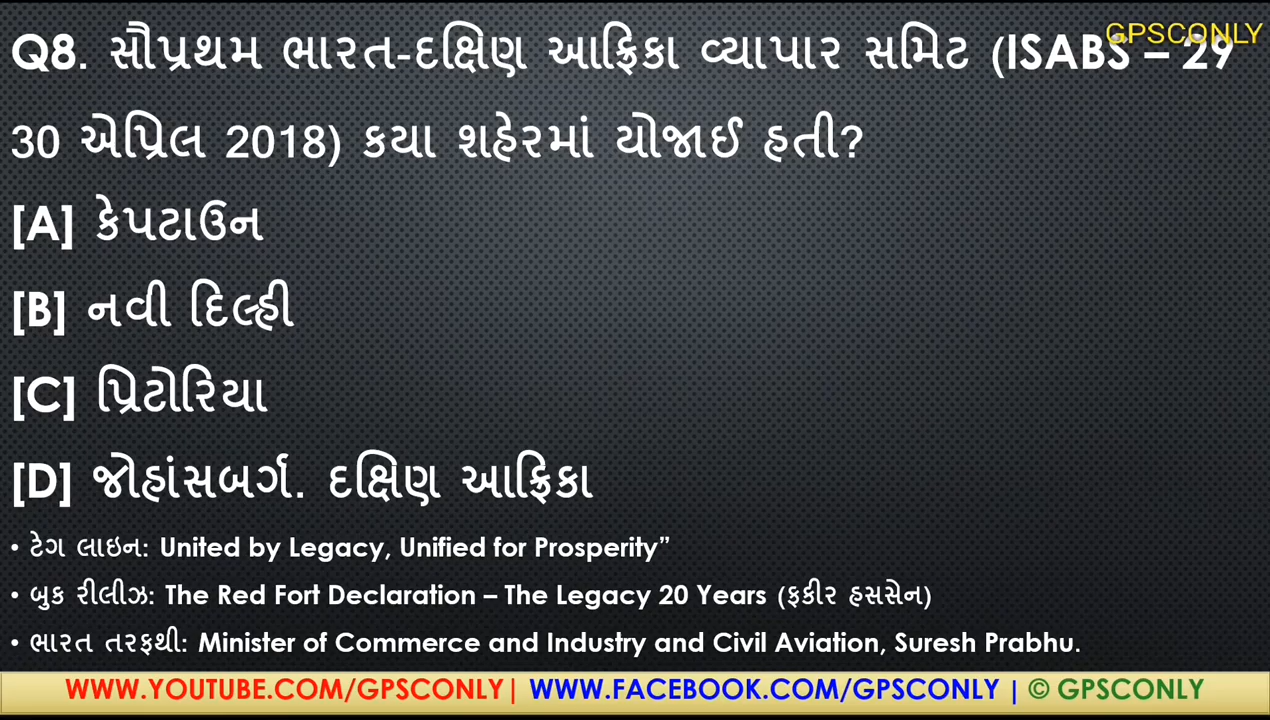 GPSCONLY
Q8. સૌપ્રથમ ભારત-દક્ષિણ આફ્રિકા વ્યાપાર સમિટ (ISABS – 29
30 એપ્રિલ 2018) કયા શહેરમાં યોજાઈ હતી?
[A] કેપટાઉન
[B] નવી દિલ્હી
[C] પ્રિટોરિયા
[D] જોહાંસબર્ગ. દક્ષિણ આફ્રિકા
• ટેગ લાઇન: United by Legacy, Unified for Prosperity”
• બુક રીલીઝ: The Red Fort Declaration – The Legacy 20 Years (ફકીર હસસેન)
• ભારત તરફથી: Minister of Commerce and Industry and Civil Aviation, Suresh Prabhu.
WWW.YOUTUBE.COM/GPSCONLY| WWW.FACEBOOK.COM/GPSCONLY | © GPSCONLY